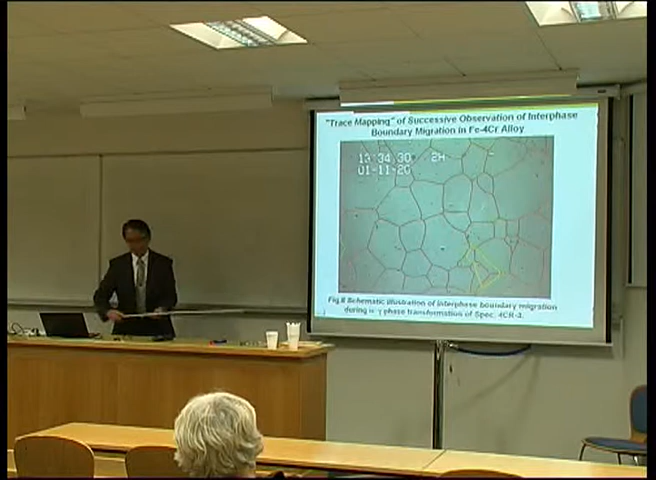 "Trace Mapping" of Successive Observation of Interphase
Boundary Migration in Fe-4Cr Alloy
13 34 30 2H
01-11-20
Fig.8 Schematic illustration of interphase boundary migration
during phase transformation of Spec. 4CR-3.